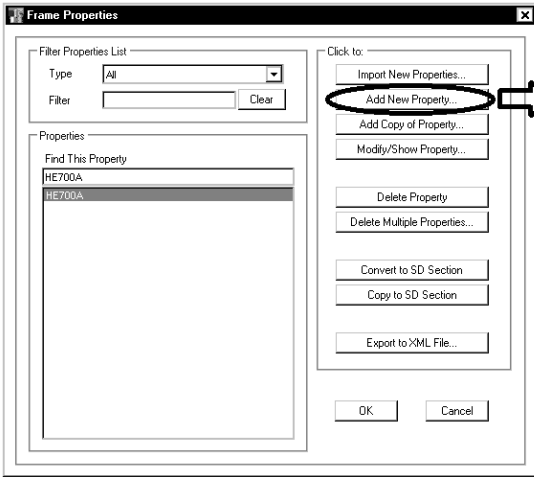 Frame Properties
Filter Properties List
Type All
Filter Clear
Properties
Find This Property
HE700A
HE700A
Click to:
Import New Properties...
Add New Property...
Add Copy of Property...
Modify/Show Property...
Delete Property
Delete Multiple Properties...
Convert to SD Section
Copy to SD Section
Export to XML File...
OK Cancel